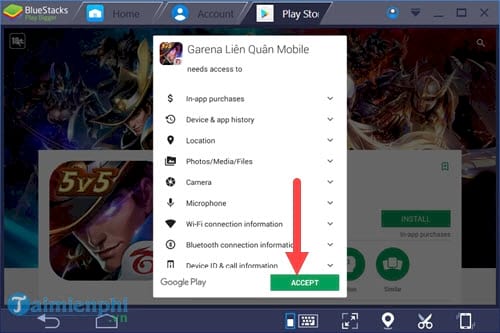 BlueStacks
Play Bigger
Home
Account
Play Stor
Garena Liên Quân Mobile
needs access to
In-app purchases
Device & app history
Location
Photos/Media/Files
Camera
Microphone
Wi-Fi connection information
Bluetooth connection information
Device ID & call information
Google Play
ACCEPT
5v5
INSTALL
In-app purchases
Similar
Taimienphi
.vn